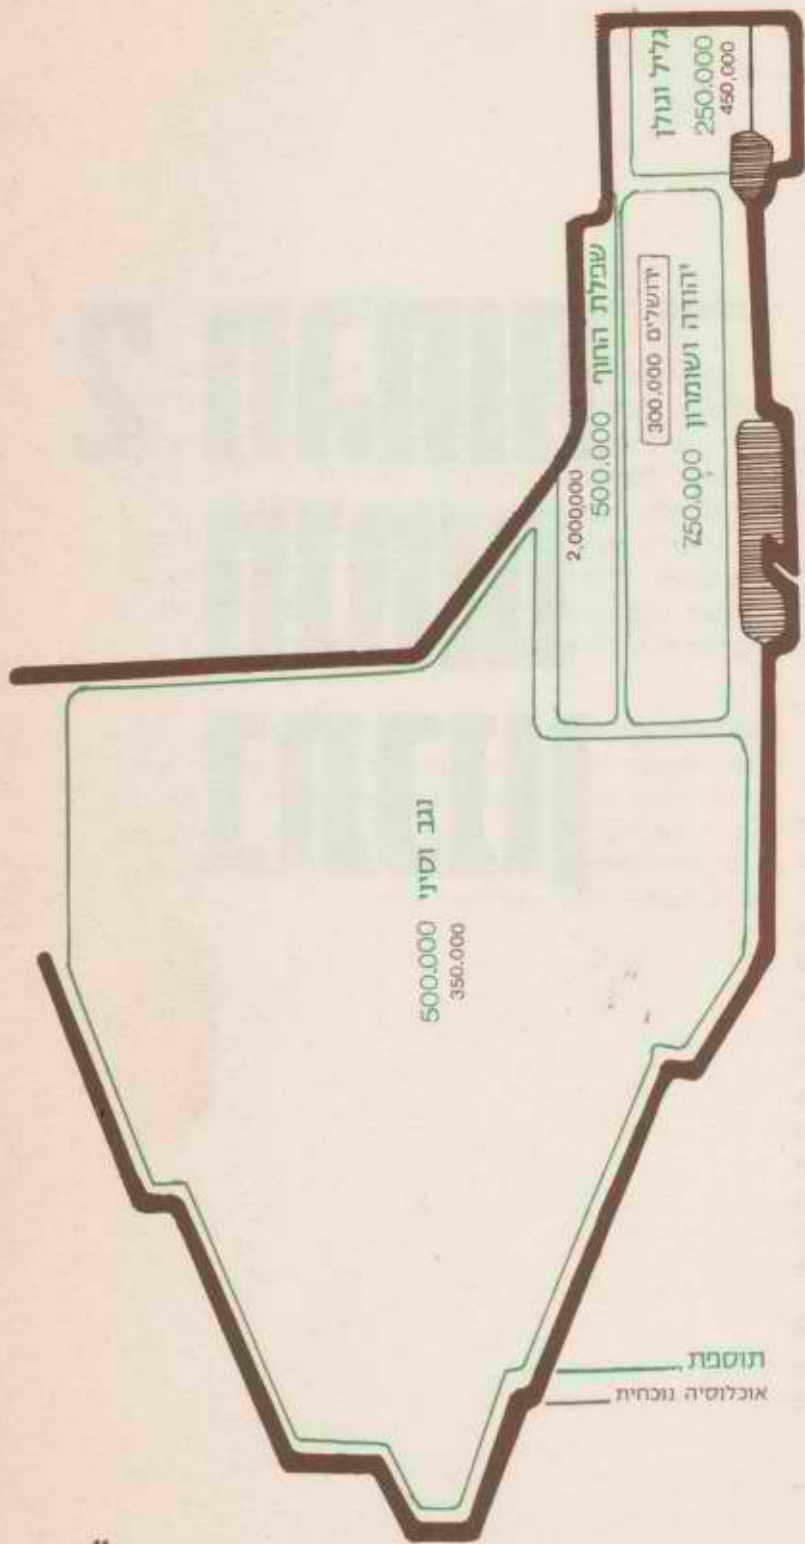 גליל וגולן
250.000
450,000
שפלת החוף 500.000
2.000,000
ירושלים 300.000
יהודה ושומרון 750.000
נגב וסיני 500.000
350.000
תוספת
אוכלוסיה נוכחית